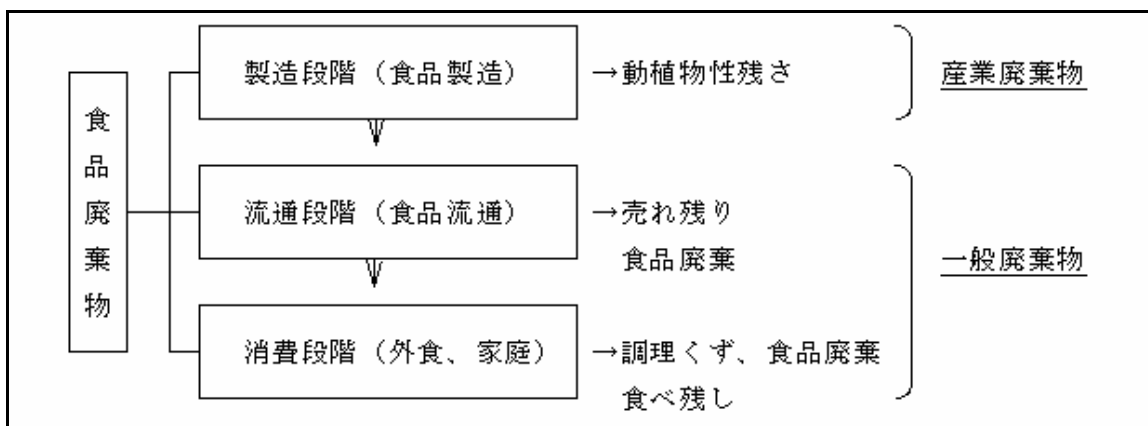 食品廃棄物
製造段階（食品製造）
→動植物性残さ
産業廃棄物
流通段階（食品流通）
→売れ残り
食品廃棄
一般廃棄物
消費段階（外食、家庭）
→調理くず、食品廃棄
食べ残し